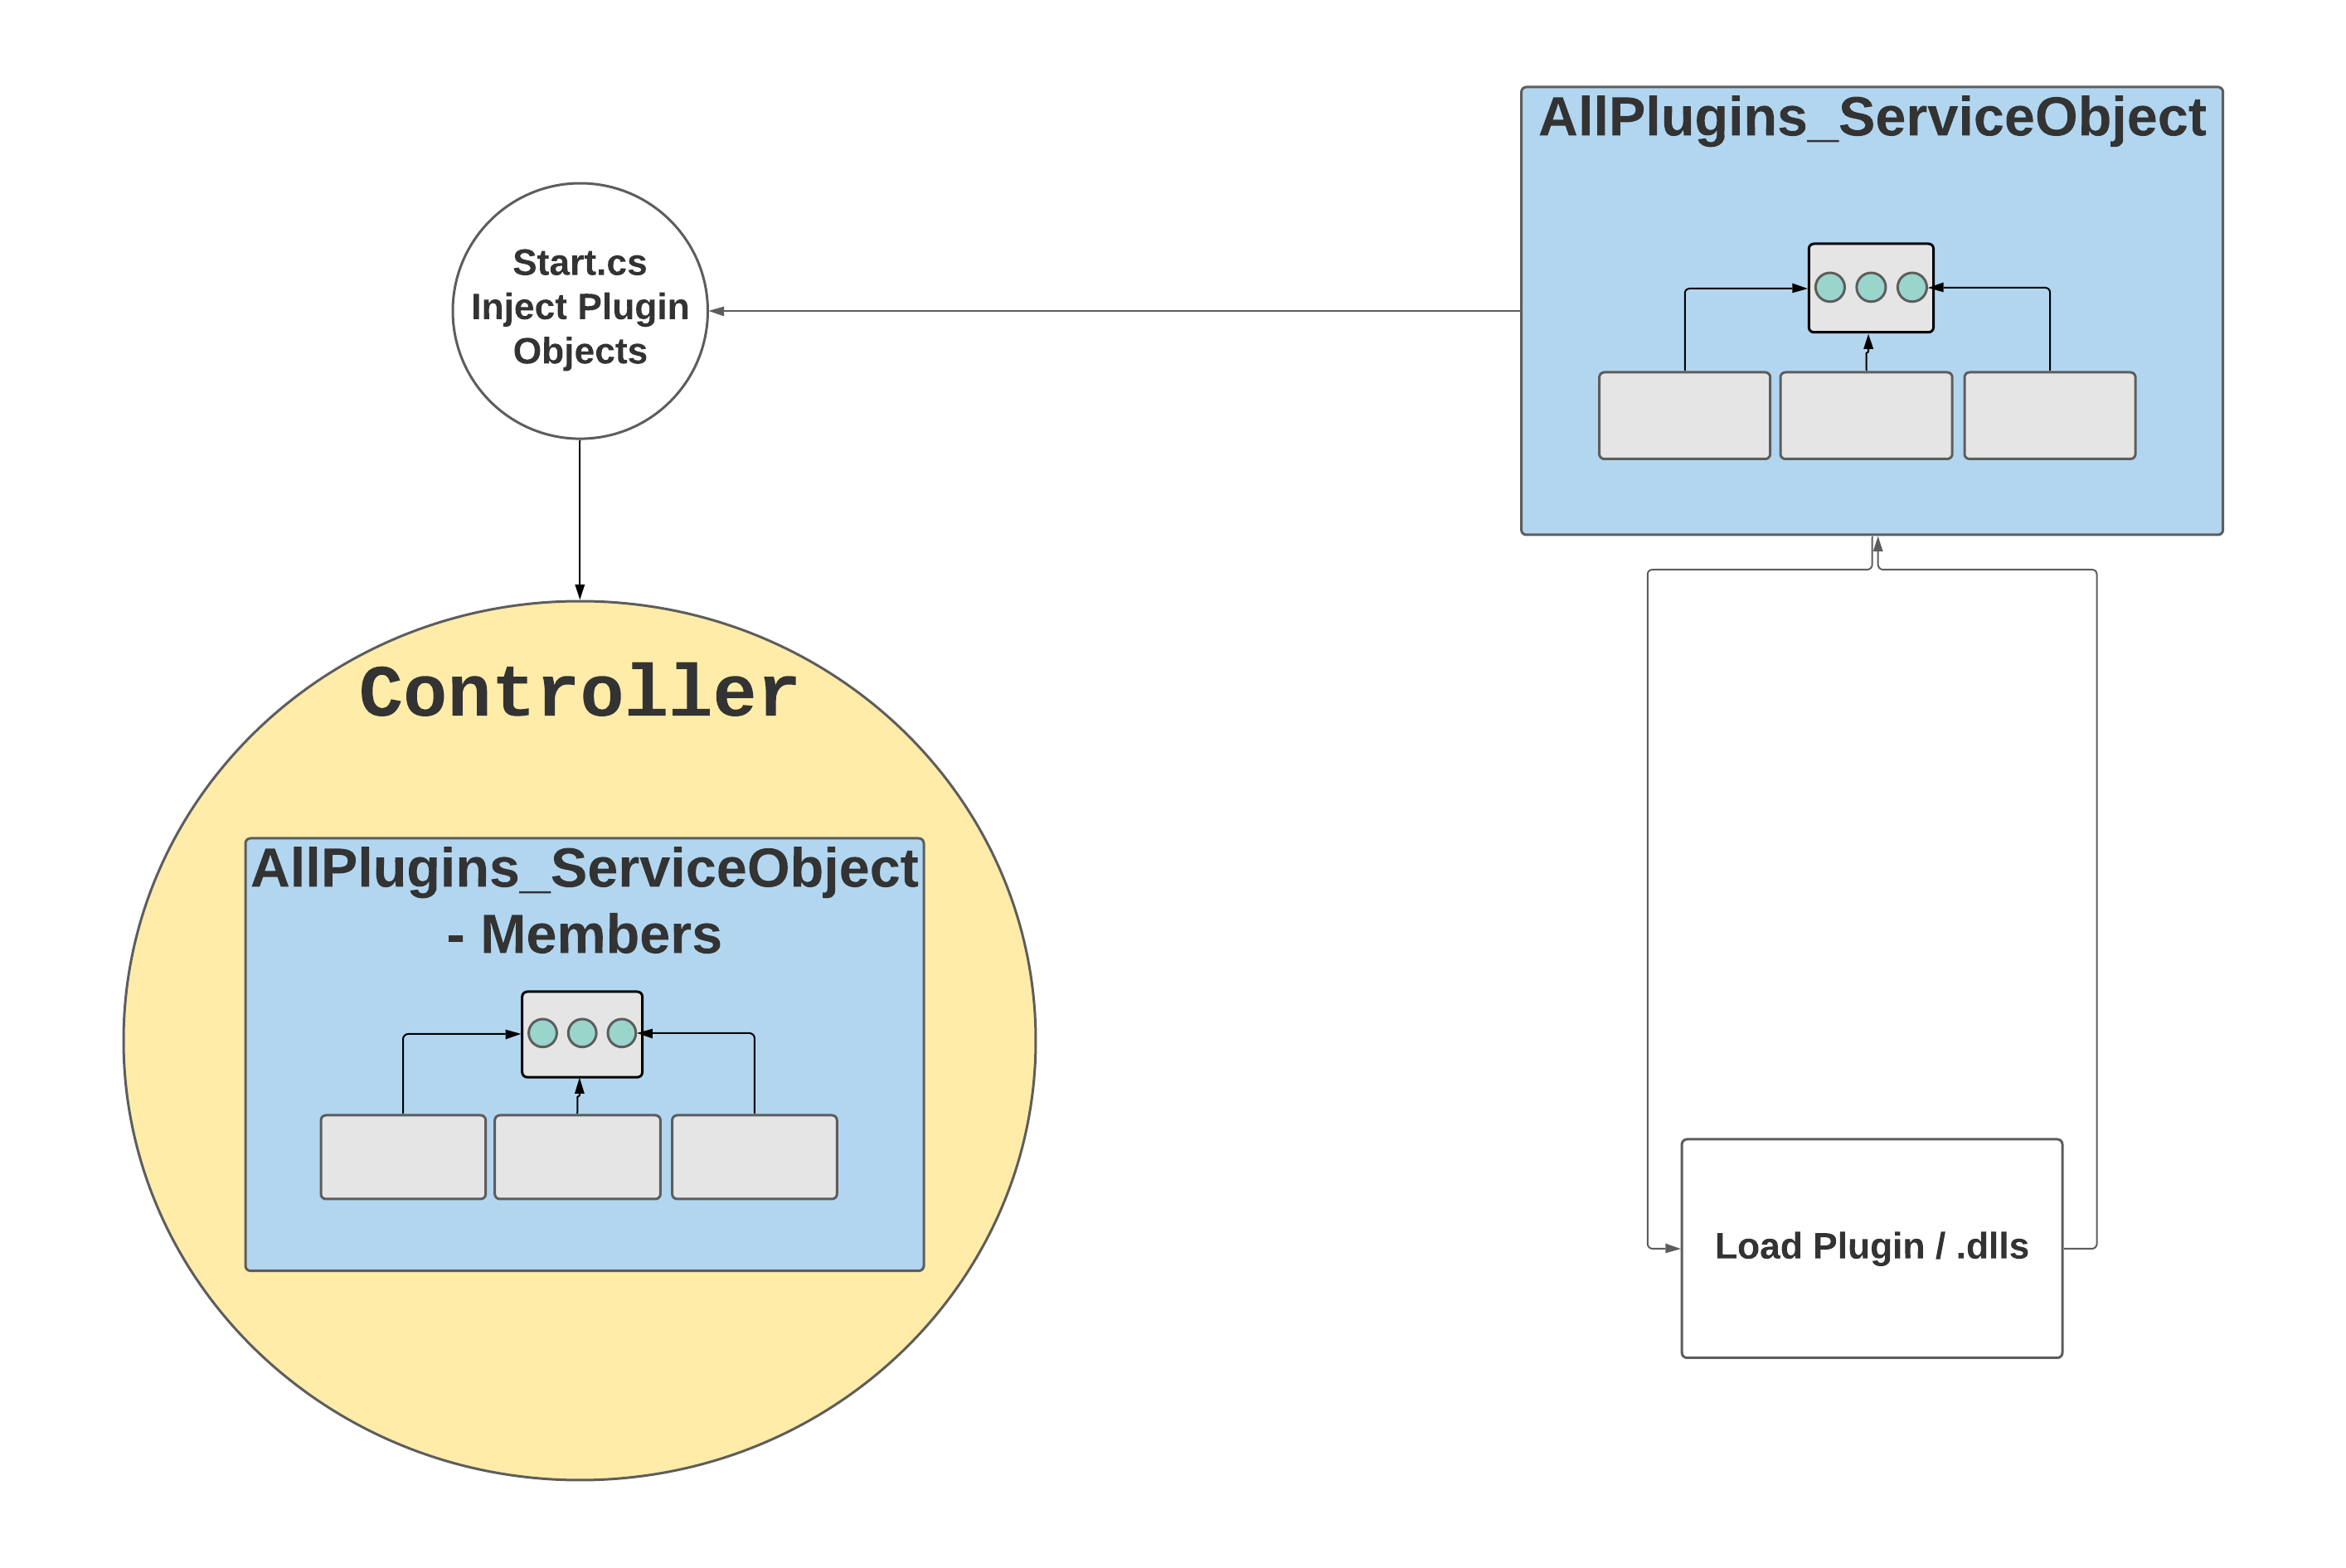 AllPlugins_ServiceObject
Start.cs
Inject Plugin
Objects
Controller
AllPlugins_ServiceObject
- Members
Load Plugin / .dlls